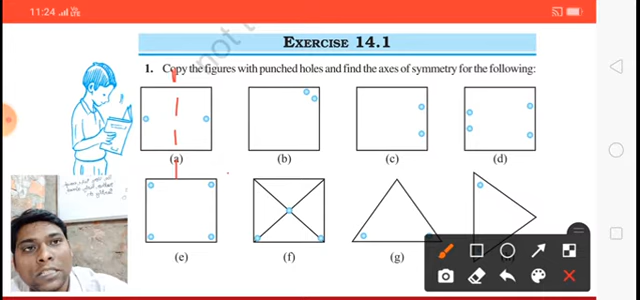 11:24
EXERCISE 14.1
1. Copy the figures with punched holes and find the axes of symmetry for the following:
(a) (b) (c) (d)
(e) (f) (g)